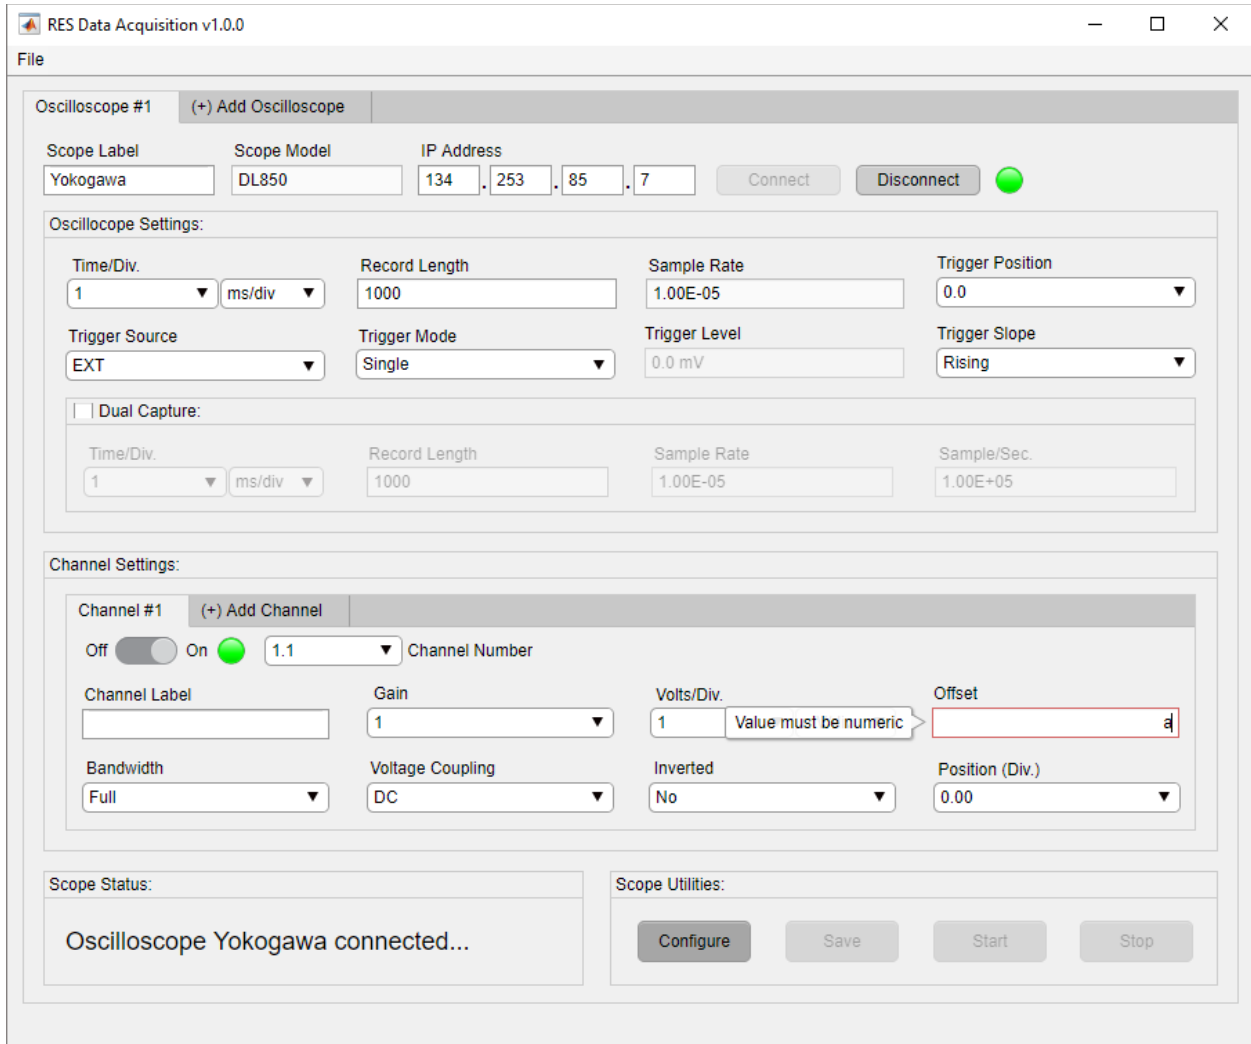 RES Data Acquisition v1.0.0
File
Oscilloscope #1 (+) Add Oscilloscope
Scope Label Scope Model IP Address
Yokogawa DL850 134 . 253 . 85 . 7 Connect Disconnect
Oscillocope Settings:
Time/Div. Record Length Sample Rate Trigger Position
1 ms/div 1000 1.00E-05 0.0
Trigger Source Trigger Mode Trigger Level Trigger Slope
EXT Single 0.0 mV Rising
Dual Capture:
Time/Div. Record Length Sample Rate Sample/Sec.
1 ms/div 1000 1.00E-05 1.00E+05
Channel Settings:
Channel #1 (+) Add Channel
Off On 1.1 Channel Number
Channel Label Gain Volts/Div. Offset
1 1 Value must be numeric a
Bandwidth Voltage Coupling Inverted Position (Div.)
Full DC No 0.00
Scope Status: Scope Utilities:
Oscilloscope Yokogawa connected... Configure Save Start Stop